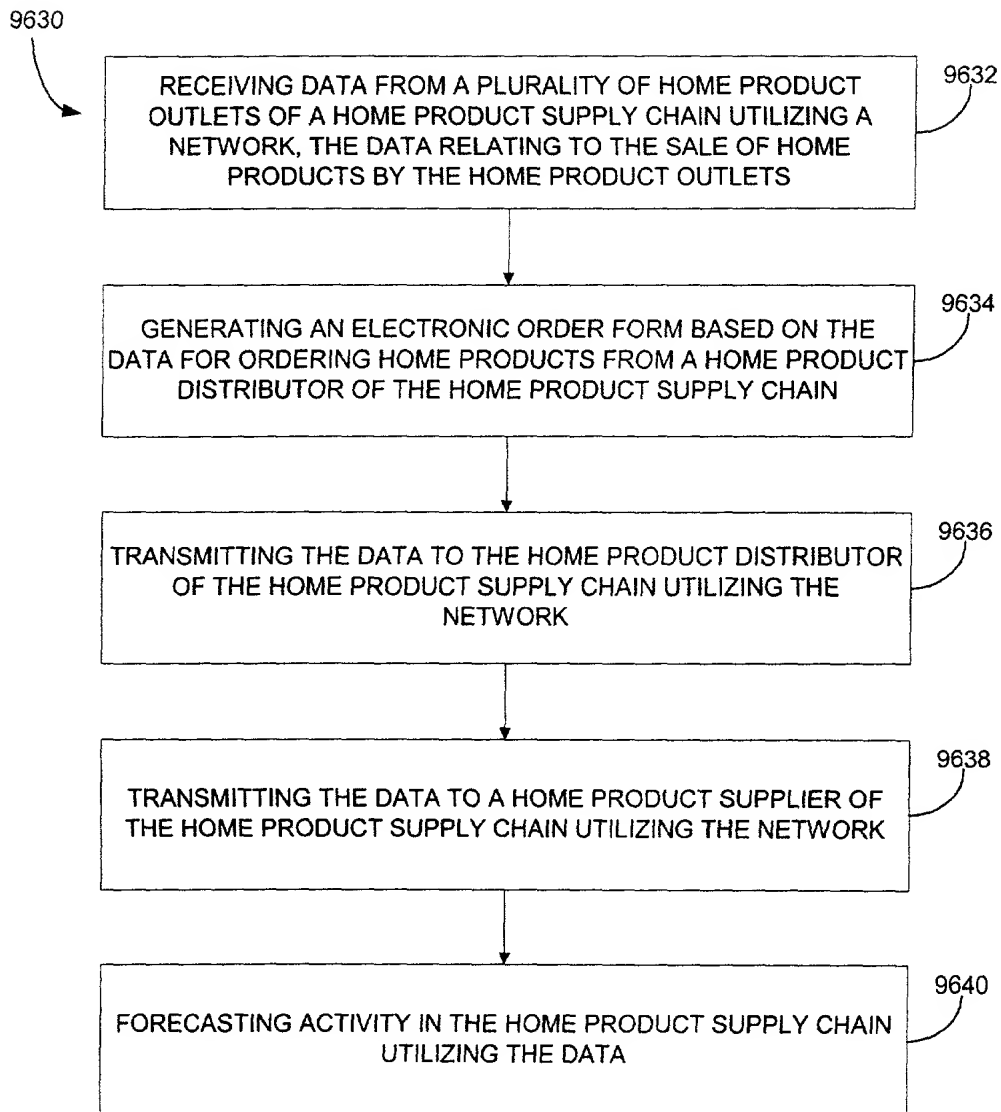 9630
RECEIVING DATA FROM A PLURALITY OF HOME PRODUCT
OUTLETS OF A HOME PRODUCT SUPPLY CHAIN UTILIZING A
NETWORK, THE DATA RELATING TO THE SALE OF HOME
PRODUCTS BY THE HOME PRODUCT OUTLETS
9632
GENERATING AN ELECTRONIC ORDER FORM BASED ON THE
DATA FOR ORDERING HOME PRODUCTS FROM A HOME PRODUCT
DISTRIBUTOR OF THE HOME PRODUCT SUPPLY CHAIN
9634
TRANSMITTING THE DATA TO THE HOME PRODUCT DISTRIBUTOR
OF THE HOME PRODUCT SUPPLY CHAIN UTILIZING THE
NETWORK
9636
TRANSMITTING THE DATA TO A HOME PRODUCT SUPPLIER OF
THE HOME PRODUCT SUPPLY CHAIN UTILIZING THE NETWORK
9638
FORECASTING ACTIVITY IN THE HOME PRODUCT SUPPLY CHAIN
UTILIZING THE DATA
9640